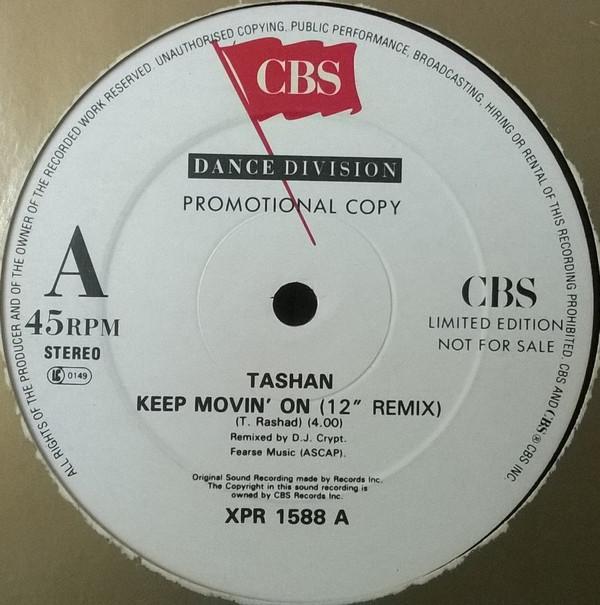 ALL RIGHTS OF THE PRODUCER AND OF THE OWNER OF THE RECORDED WORK RESERVED. UNAUTHORISED COPYING. PUBLIC PERFORMANCE, BROADCASTING, HIRING OR RENTAL OF THIS RECORDING PROHIBITED. CBS AND CBS ® CBS INC.
CBS
DANCE DIVISION
PROMOTIONAL COPY
A
45RPM
STEREO
LC 0149
CBS
LIMITED EDITION
NOT FOR SALE
TASHAN
KEEP MOVIN' ON (12" REMIX)
(T. Rashad) (4.00)
Remixed by D.J. Crypt.
Fearse Music (ASCAP).
Original Sound Recording made by Records Inc.
The Copyright in this sound recording is
owned by CBS Records Inc.
XPR 1588 A